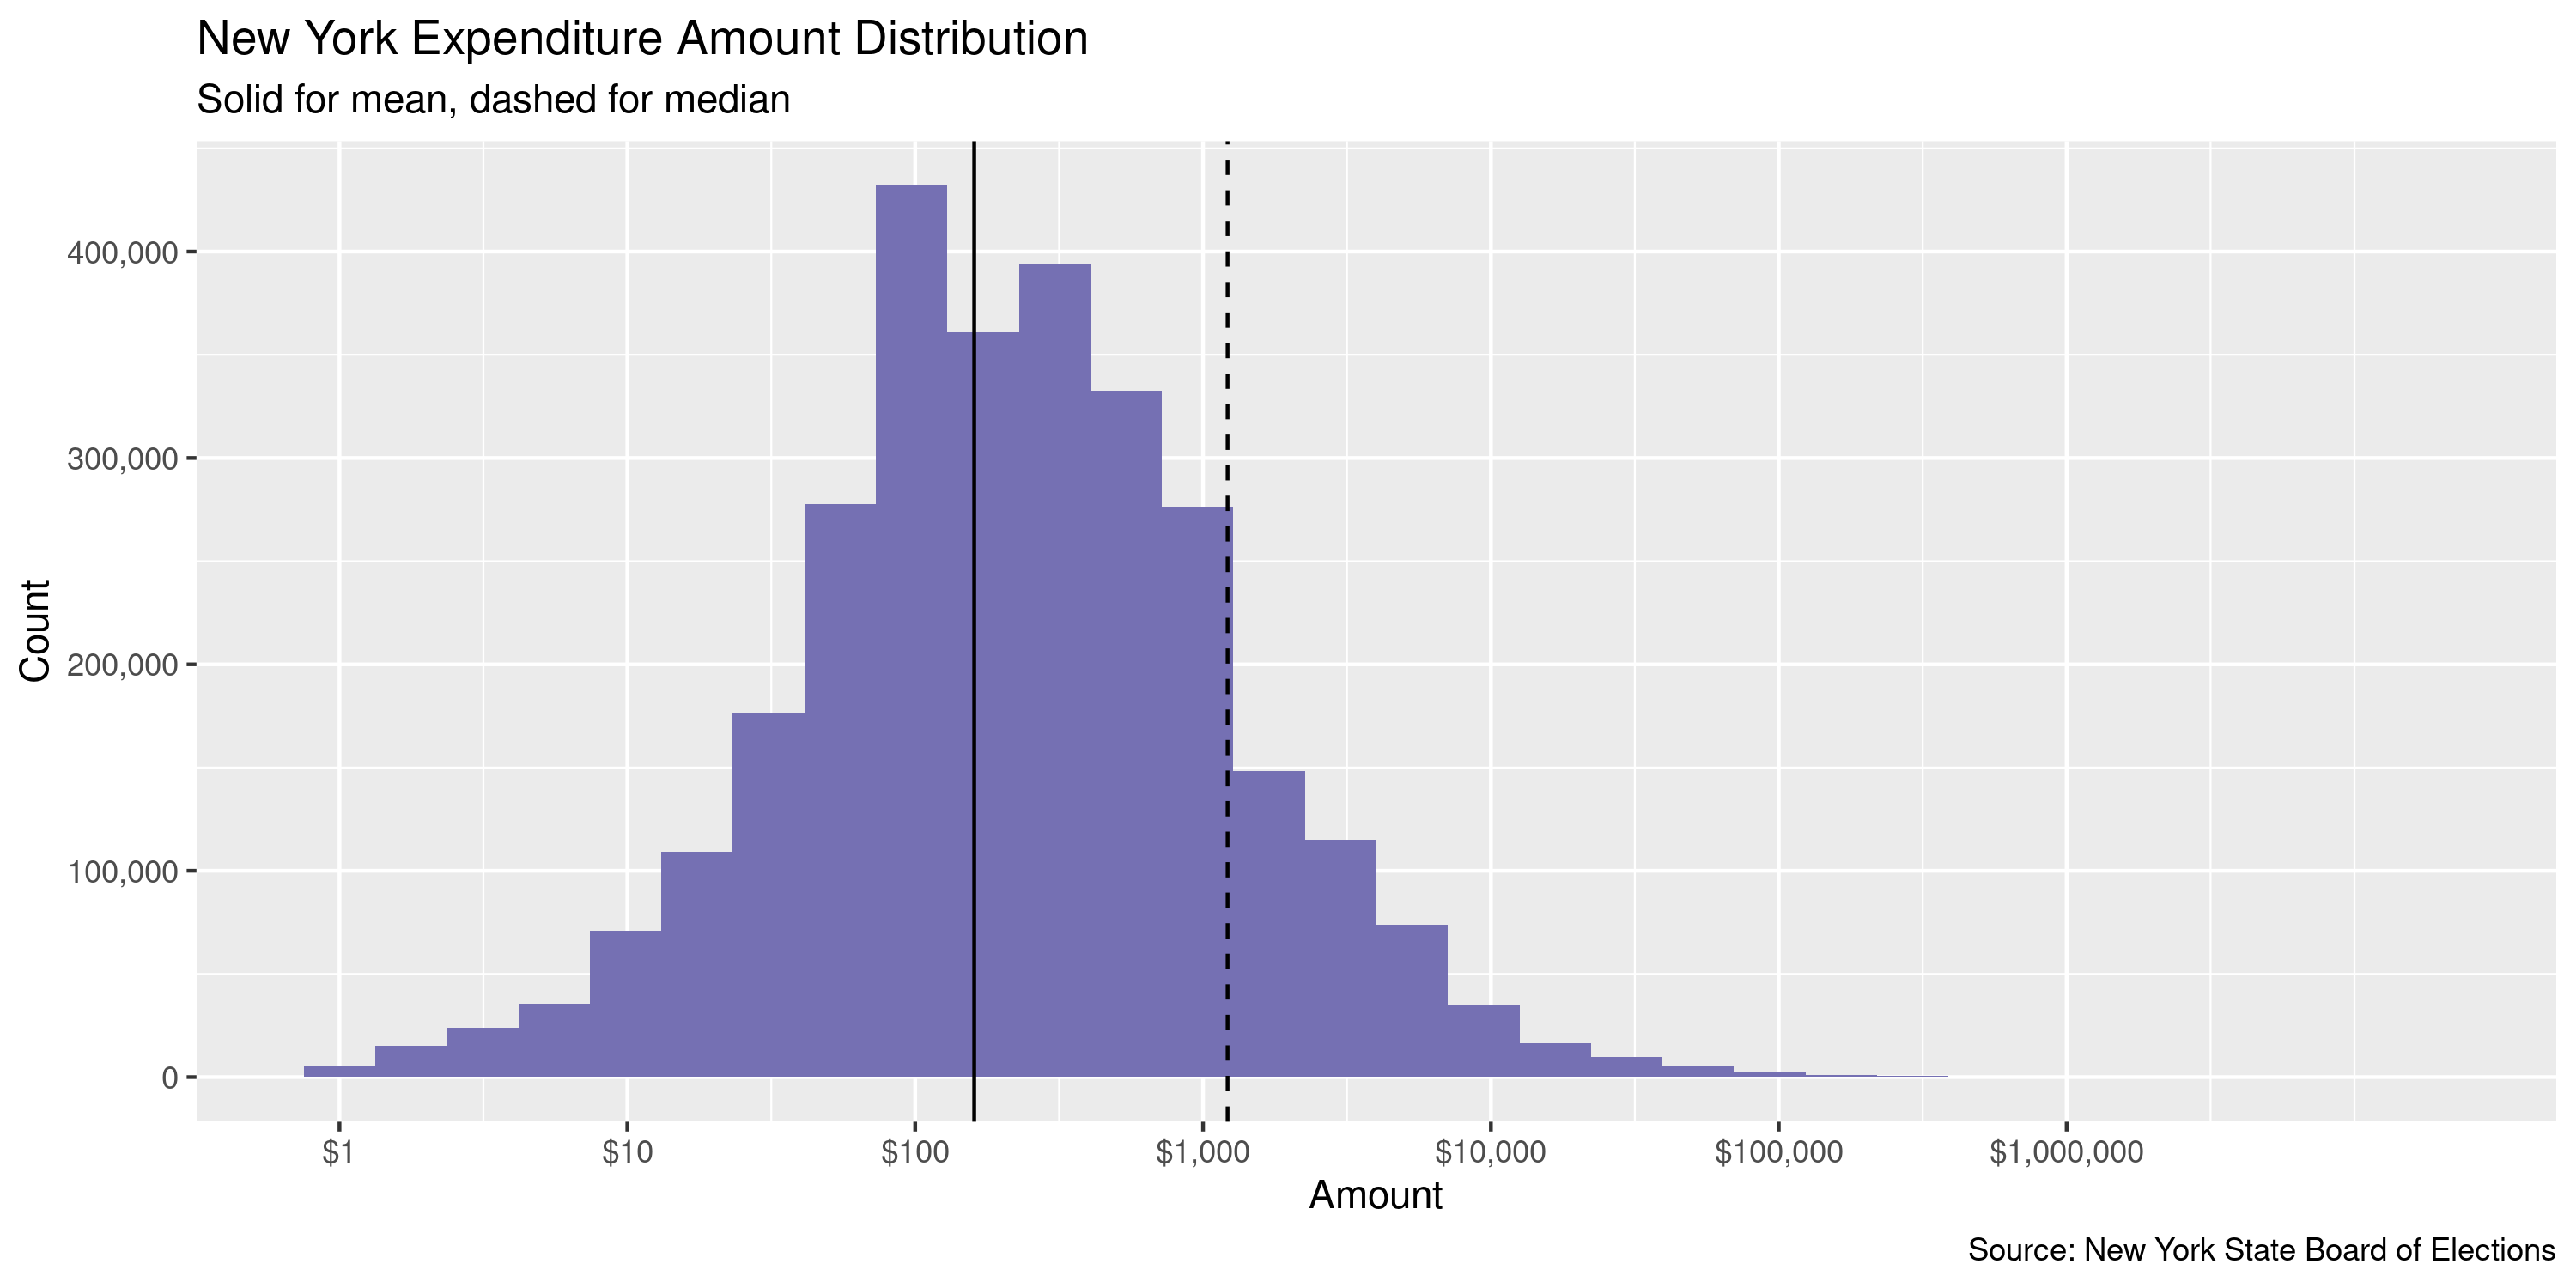 New York Expenditure Amount Distribution
Solid for mean, dashed for median
400,000
300,000
200,000
100,000
0
Count
$1
$10
$100
$1,000
$10,000
$100,000
$1,000,000
Amount
Source: New York State Board of Elections